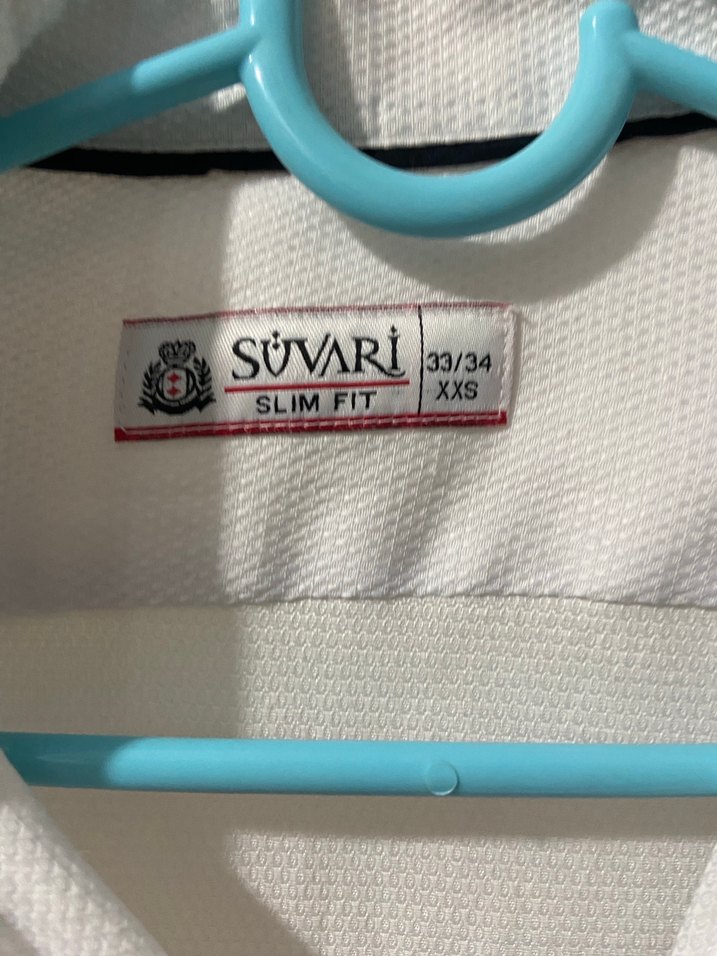 SÜVARİ
SLIM FIT
33/34
XXS